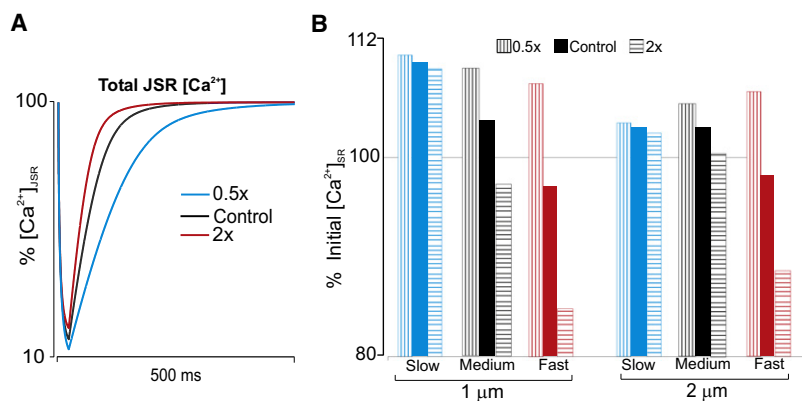 A
Total JSR [Ca²⁺]
100
% [Ca²⁺]JSR
0.5x
Control
2x
10
500 ms
B
112
0.5x
Control
2x
100
% Initial [Ca²⁺]SR
80
Slow
Medium
Fast
Slow
Medium
Fast
1 μm
2 μm